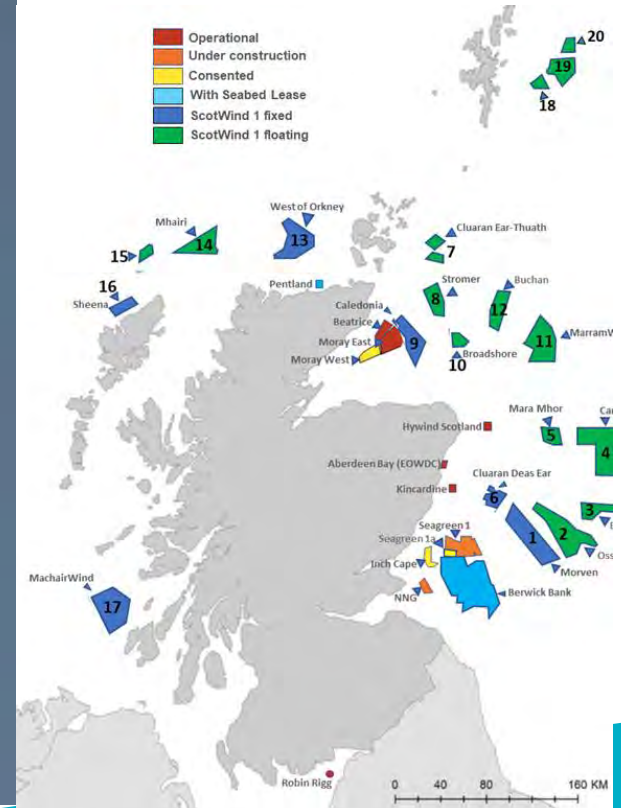 Operational
Under construction
Consented
With Seabed Lease
ScotWind 1 fixed
ScotWind 1 floating
20
19
18
West of Orkney
Mhairi
13
14
15
Cluaran Ear-Thuath
7
16
Sheena
Pentland
Stromer
Buchan
8
12
Caledonia
Beatrice
Moray East
Moray West
9
10
Broadshore
11
MarramW
Mara Mhor
Car
5
4
Hywind Scotland
Aberdeen Bay (EOWDC)
Cluaran Deas Ear
Kincardine
6
3
Seagreen 1
Seagreen 1a
1
2
Oss
Inch Cape
Morven
MachairWind
17
NNG
Berwick Bank
Robin Rigg
0 40 80 160 KM